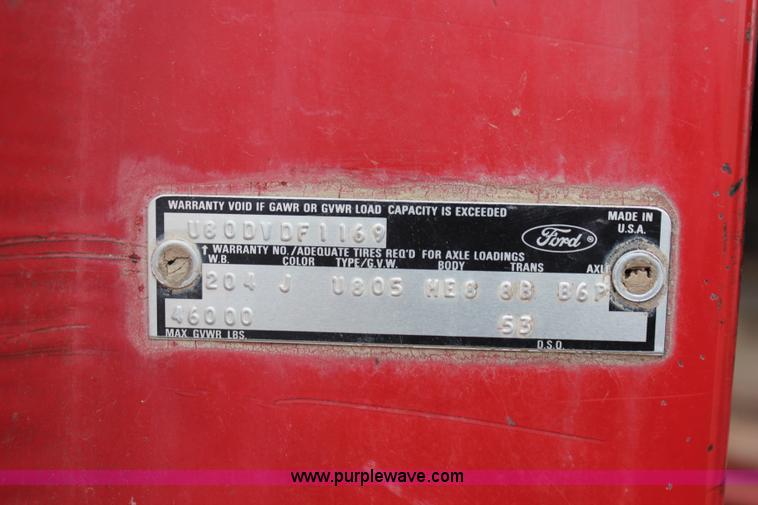 WARRANTY VOID IF GAWR OR GVWR LOAD CAPACITY IS EXCEEDED
U80DVDF1169
Ford®
MADE IN
U.S.A.
↑ WARRANTY NO./ADEQUATE TIRES REQ'D FOR AXLE LOADINGS
W.B. COLOR TYPE/G.V.W. BODY TRANS AXLE
204 J U805 HE8 8B B6P
46000 53
MAX. GVWR LBS. D.S.O.
www.purplewave.com